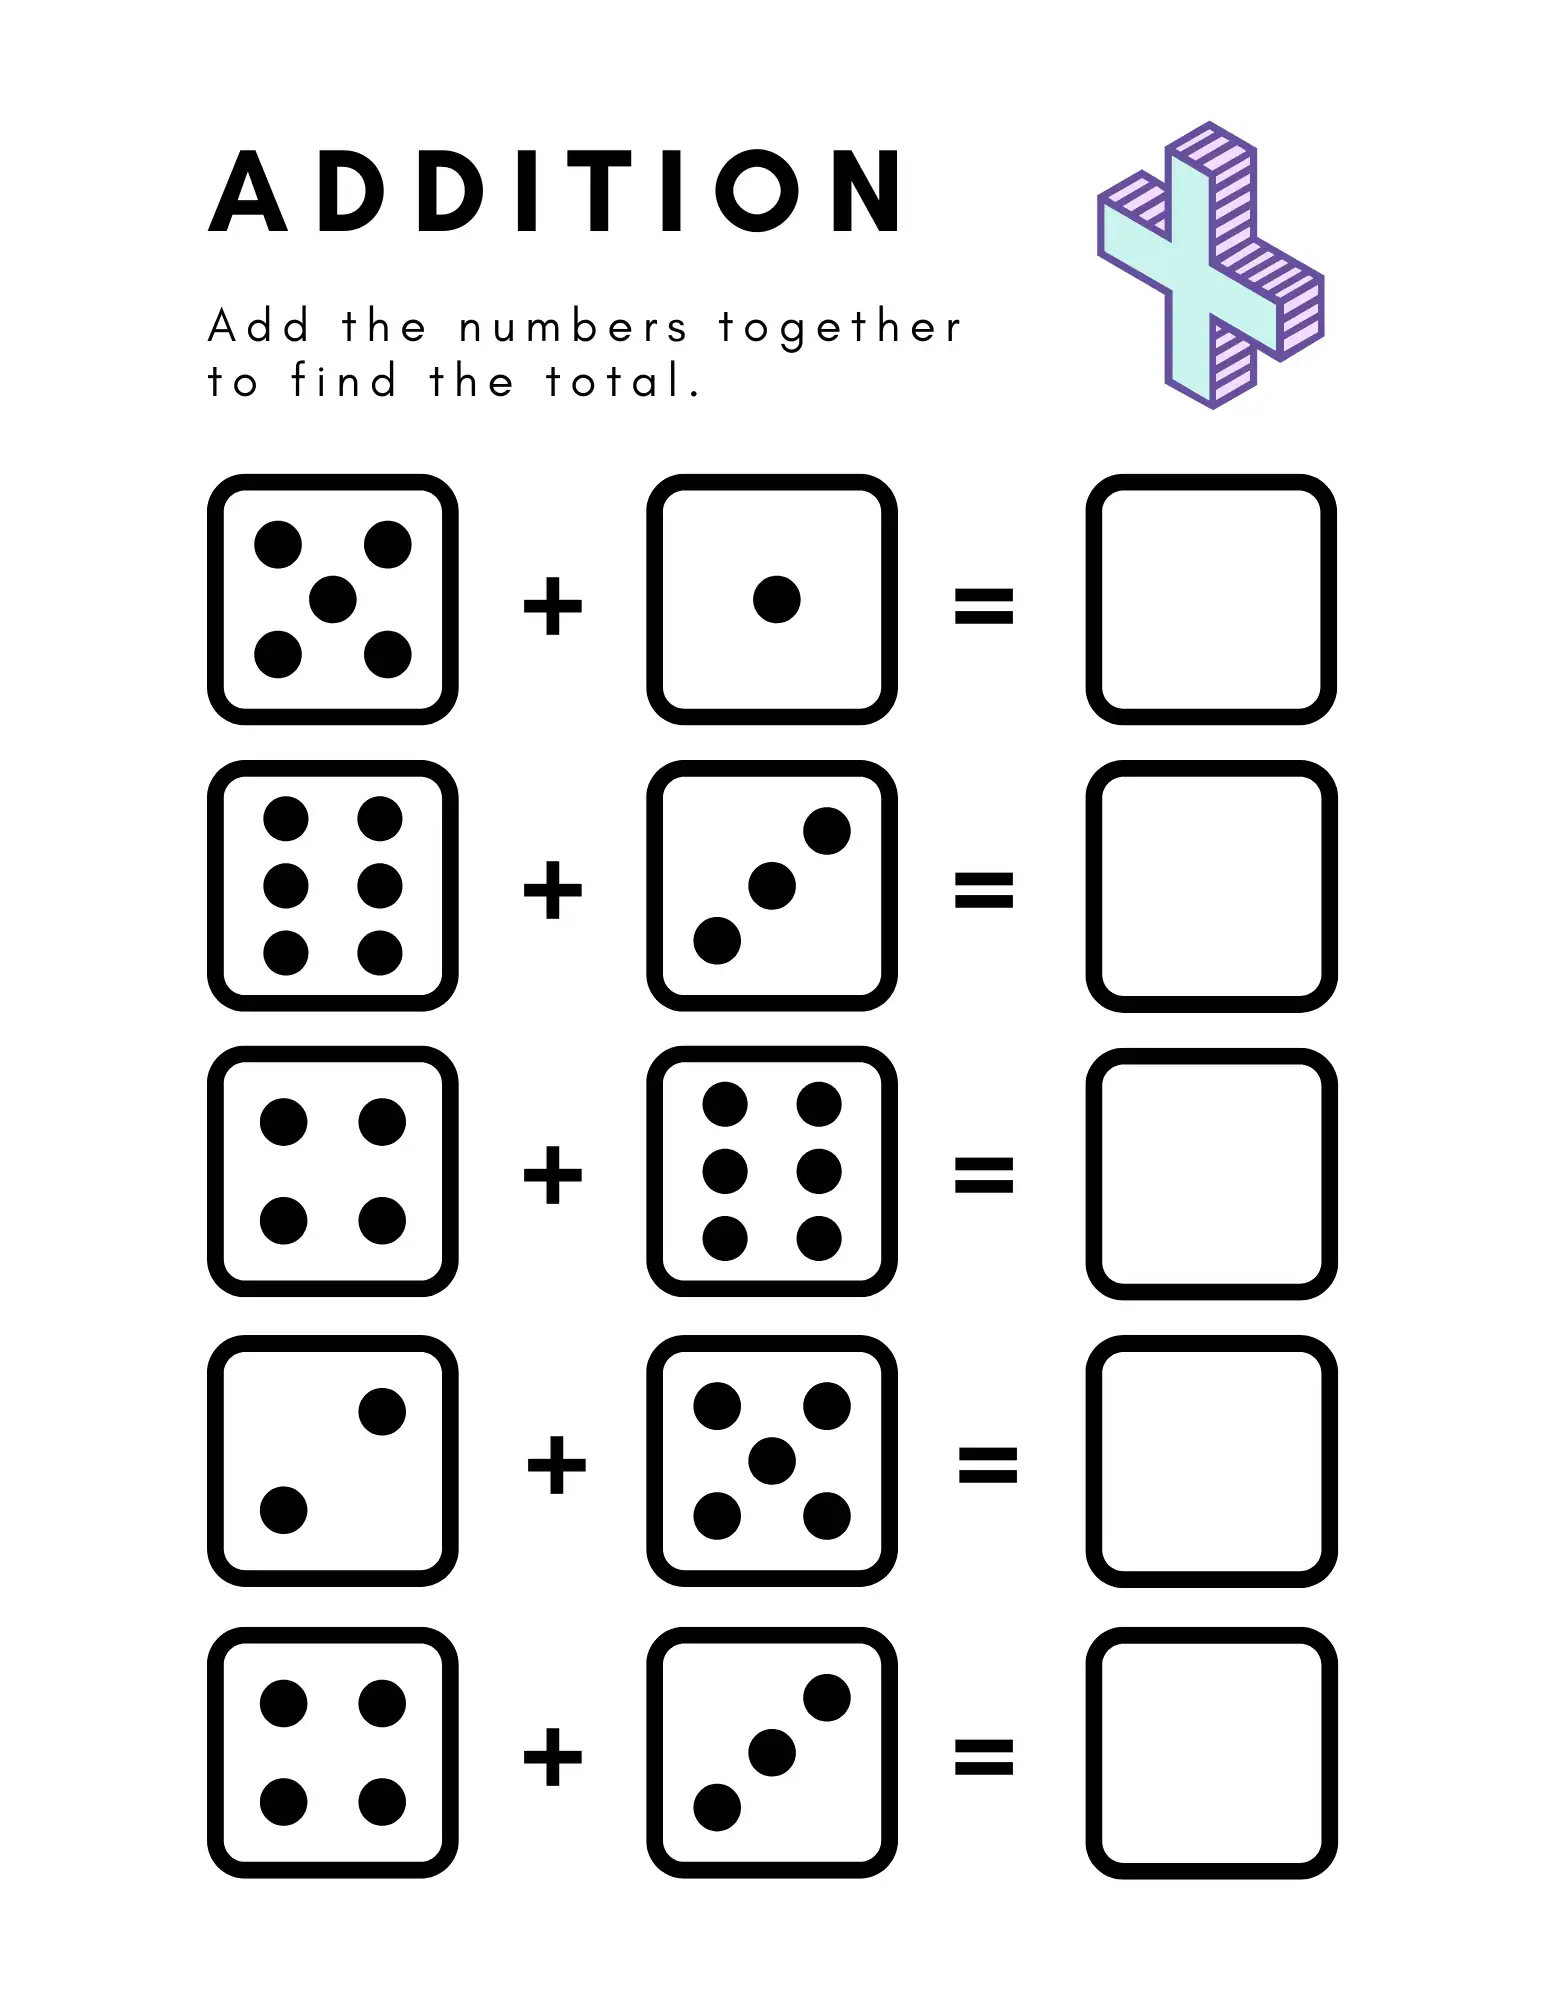 ADDITION
Add the numbers together
to find the total.
+ =
+ =
+ =
+ =
+ =